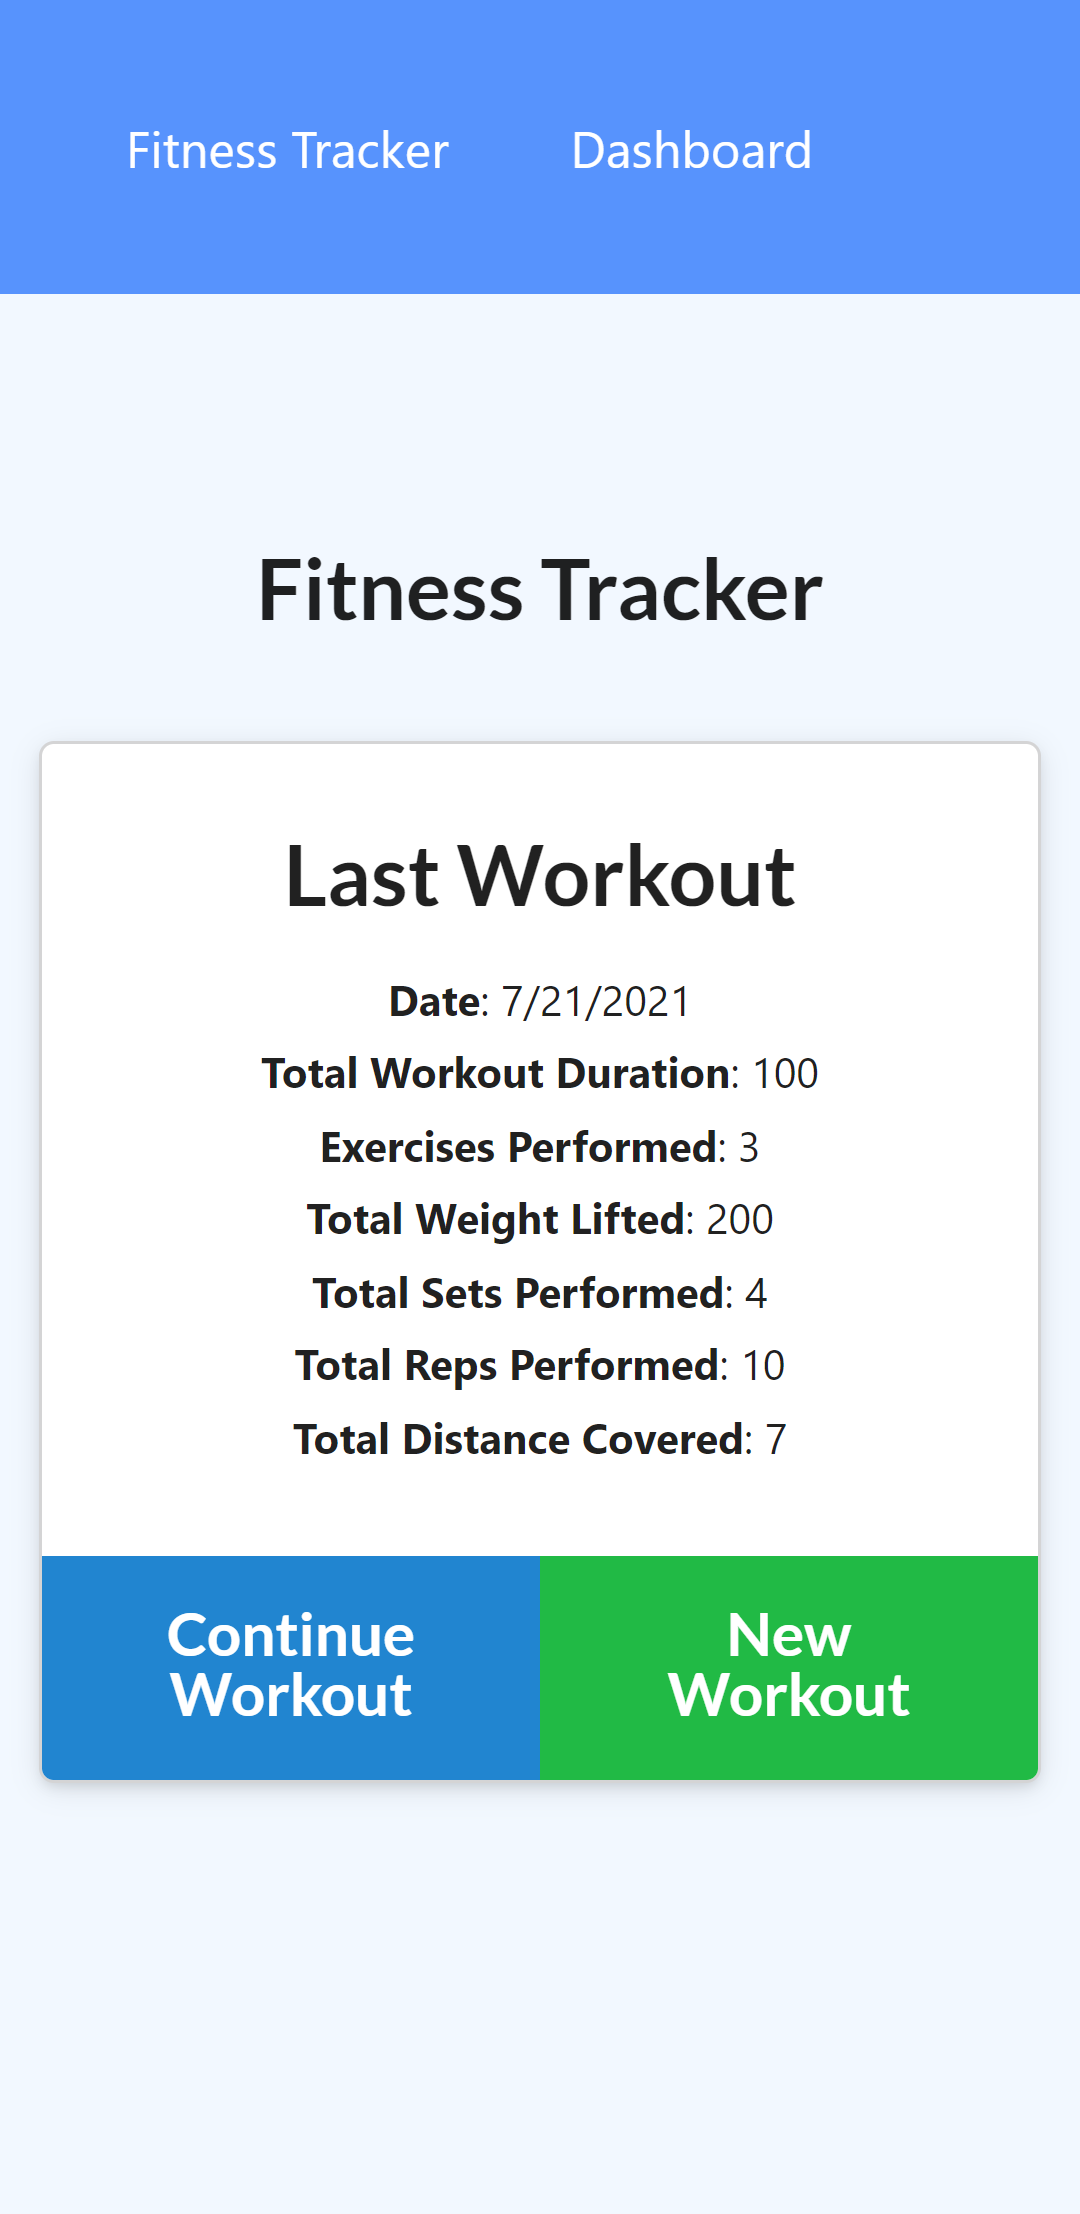 Fitness Tracker Dashboard
Fitness Tracker
Last Workout
Date: 7/21/2021
Total Workout Duration: 100
Exercises Performed: 3
Total Weight Lifted: 200
Total Sets Performed: 4
Total Reps Performed: 10
Total Distance Covered: 7
Continue
Workout
New
Workout